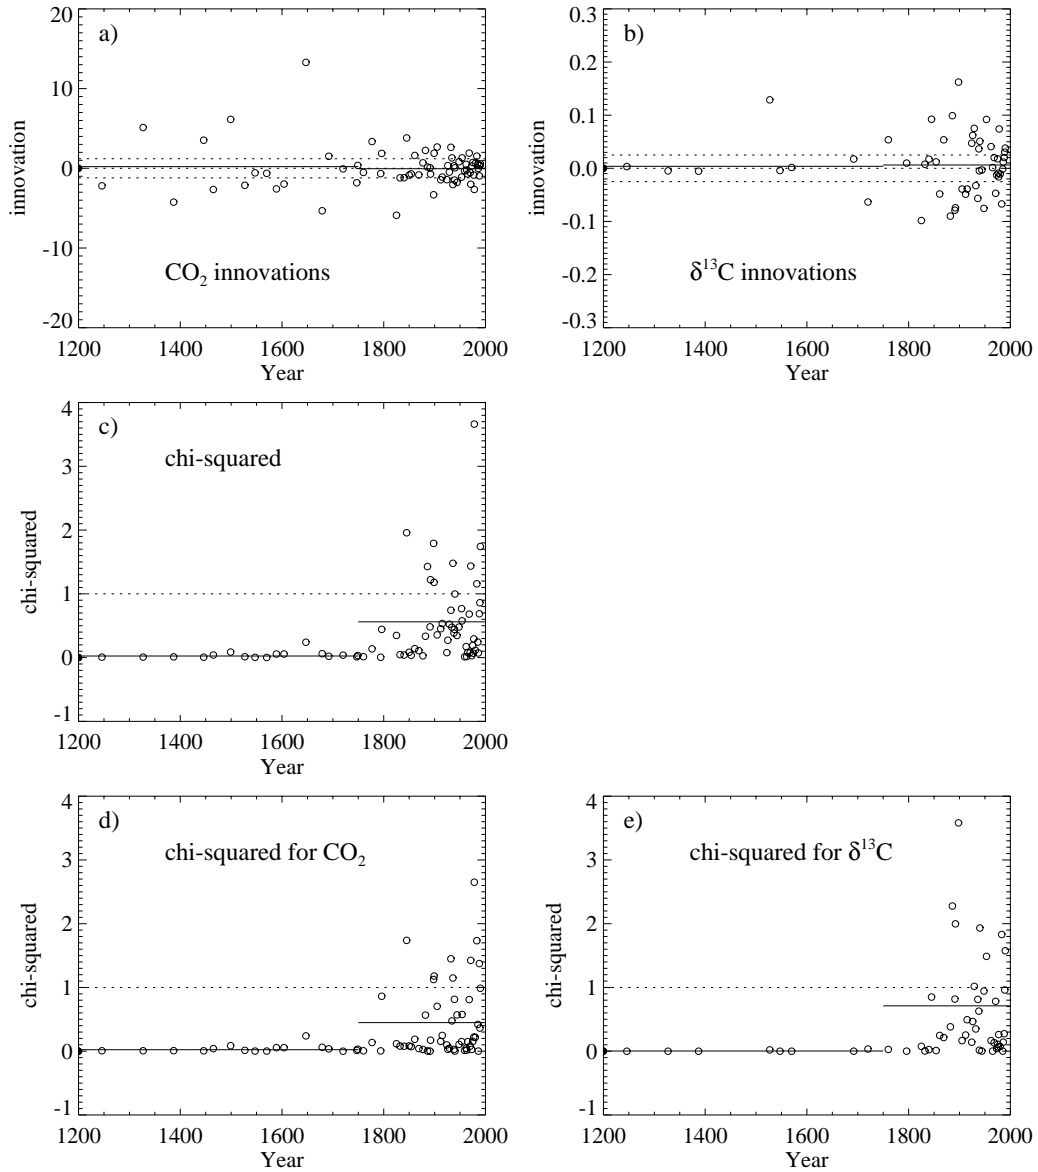 a)
20
10
0
-10
-20
innovation
CO₂ innovations
1200 1400 1600 1800 2000
Year
b)
0.3
0.2
0.1
0.0
-0.1
-0.2
-0.3
innovation
δ¹³C innovations
1200 1400 1600 1800 2000
Year
c)
chi-squared
4
3
2
1
0
-1
chi-squared
1200 1400 1600 1800 2000
Year
d)
chi-squared for CO₂
4
3
2
1
0
-1
chi-squared
1200 1400 1600 1800 2000
Year
e)
chi-squared for δ¹³C
4
3
2
1
0
-1
chi-squared
1200 1400 1600 1800 2000
Year